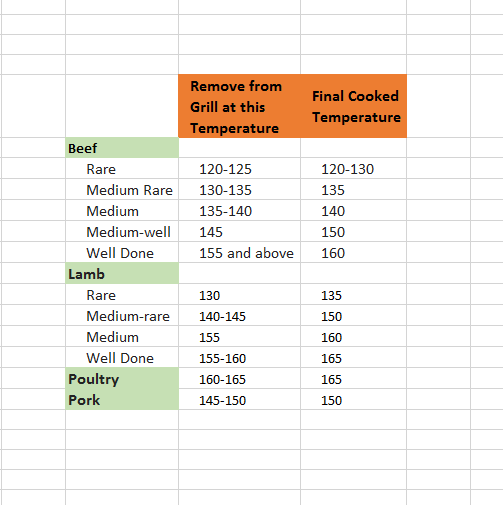 Remove from Grill at this Temperature Final Cooked Temperature
Beef
Rare 120-125 120-130
Medium Rare 130-135 135
Medium 135-140 140
Medium-well 145 150
Well Done 155 and above 160
Lamb
Rare 130 135
Medium-rare 140-145 150
Medium 155 160
Well Done 155-160 165
Poultry 160-165 165
Pork 145-150 150